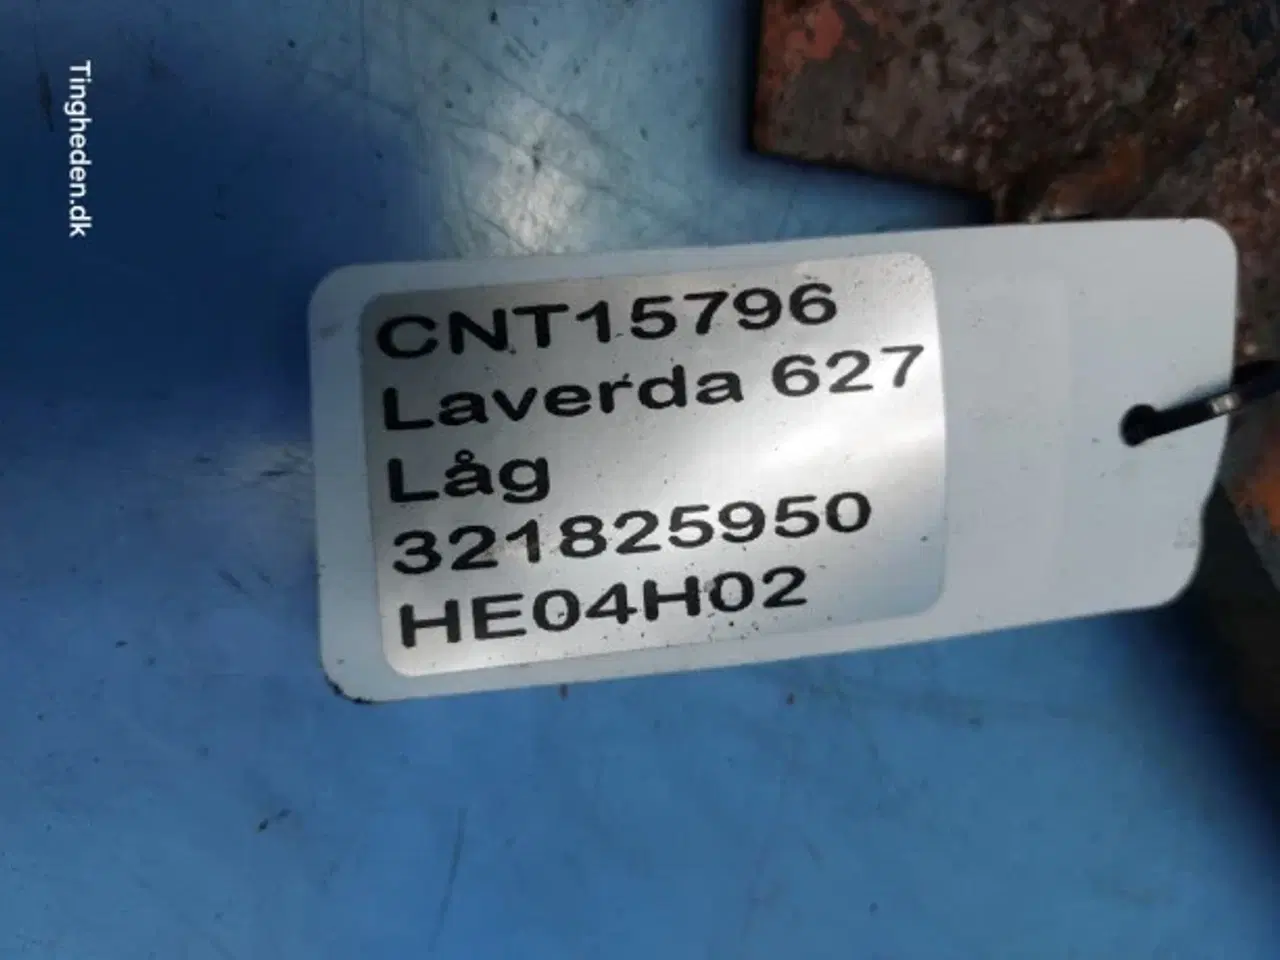 Tingheden.dk
CNT15796
Laverda 627
Låg
321825950
HE04H02